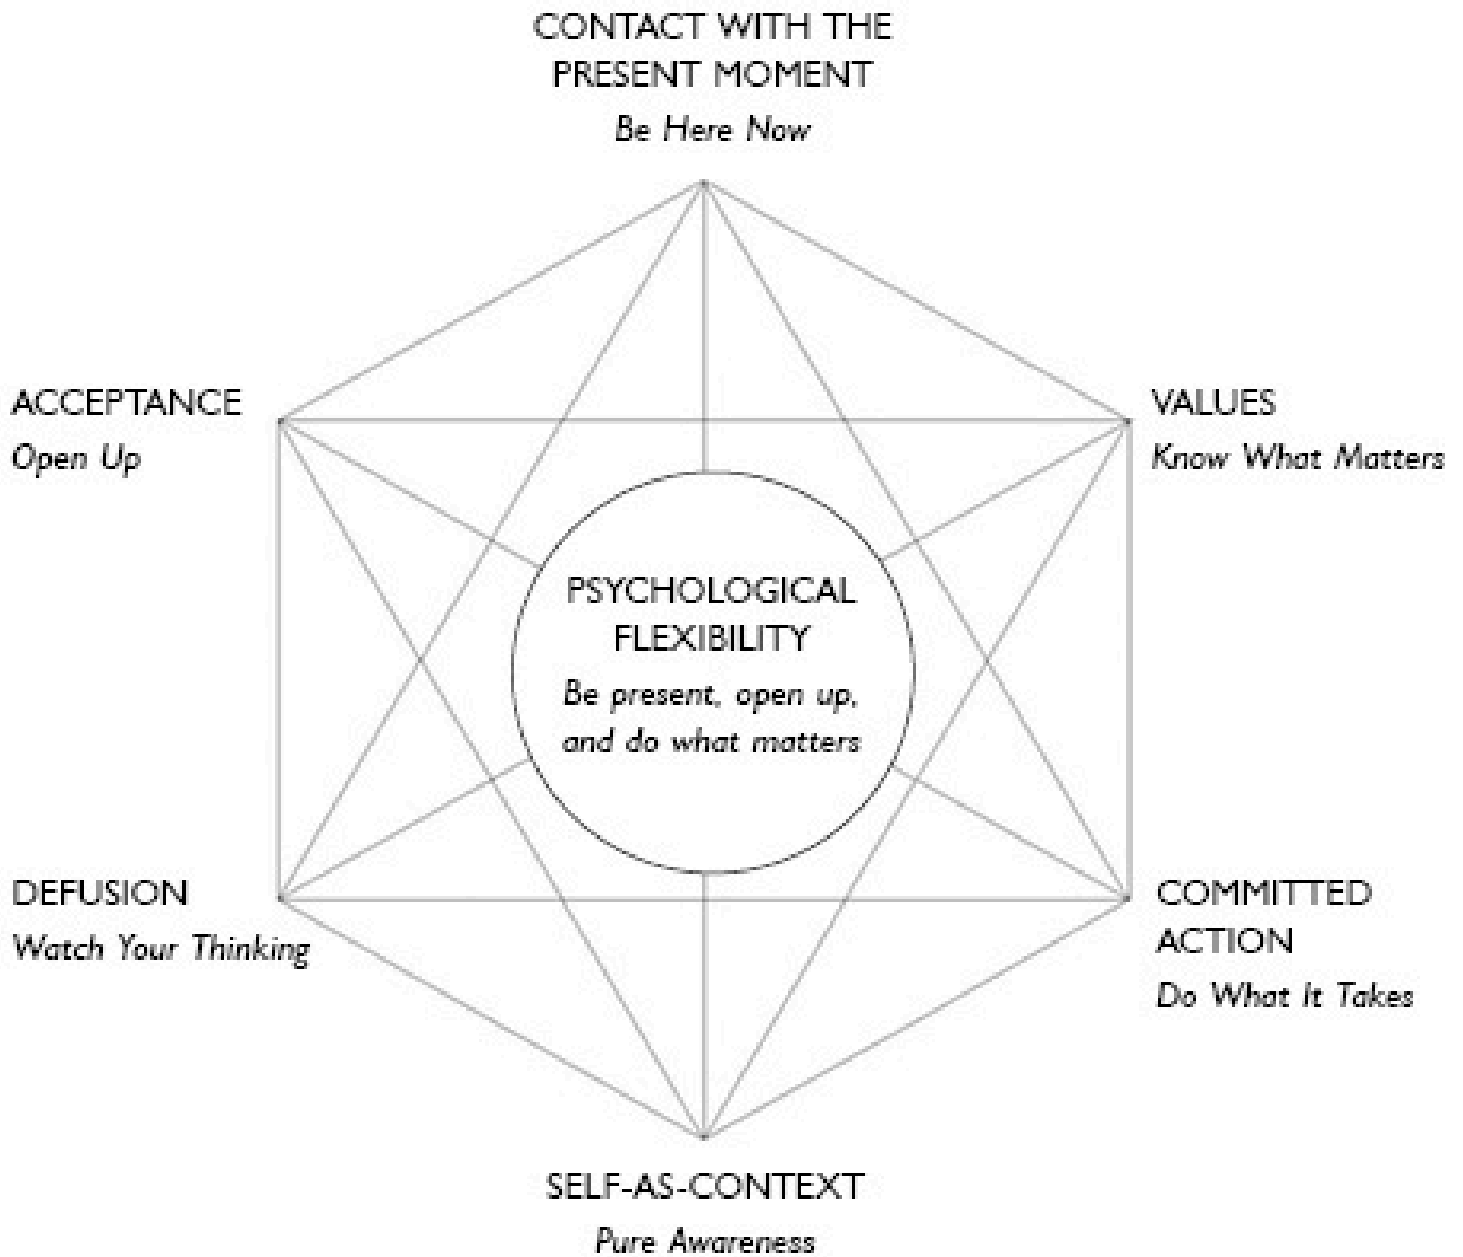 CONTACT WITH THE
PRESENT MOMENT
Be Here Now
ACCEPTANCE
Open Up
VALUES
Know What Matters
PSYCHOLOGICAL
FLEXIBILITY
Be present, open up,
and do what matters
DEFUSION
Watch Your Thinking
COMMITTED
ACTION
Do What It Takes
SELF-AS-CONTEXT
Pure Awareness